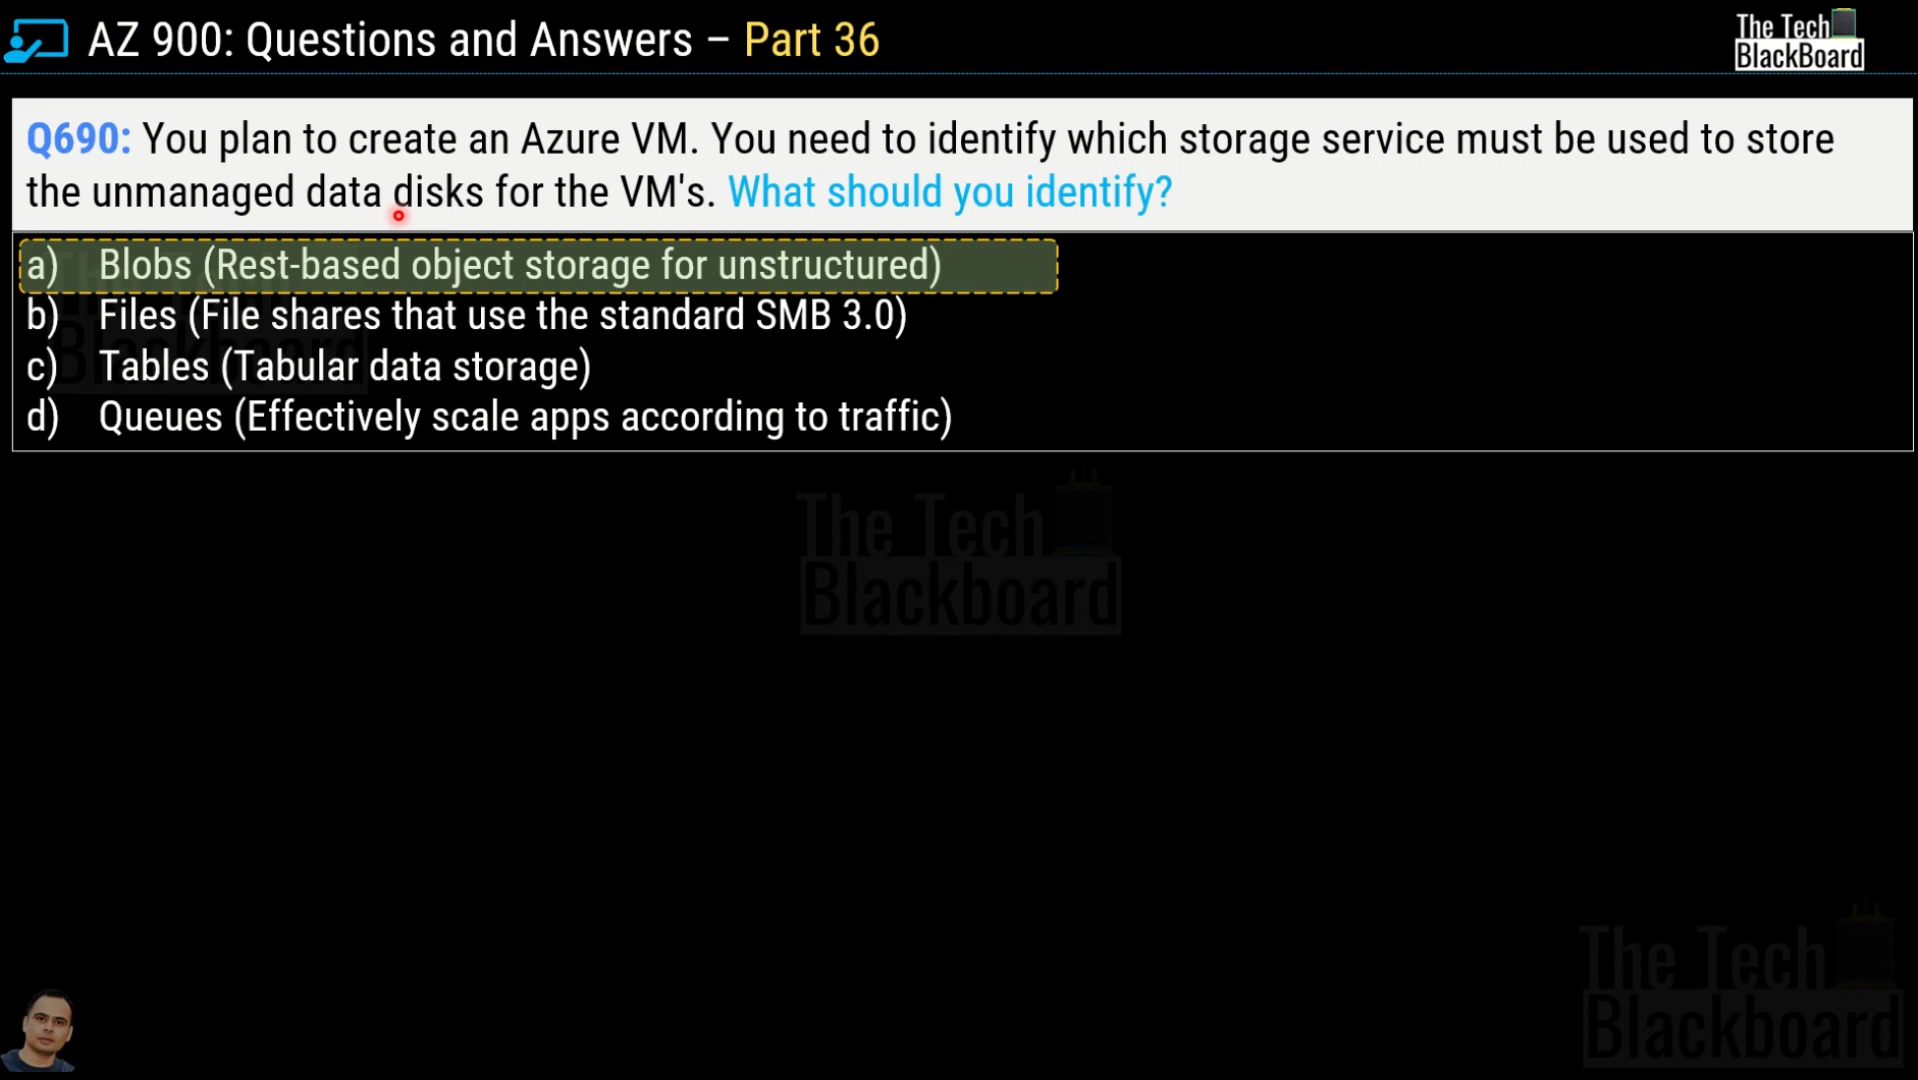 AZ 900: Questions and Answers – Part 36
The Tech
BlackBoard
Q690: You plan to create an Azure VM. You need to identify which storage service must be used to store
the unmanaged data disks for the VM's. What should you identify?
a) Blobs (Rest-based object storage for unstructured)
b) Files (File shares that use the standard SMB 3.0)
c) Tables (Tabular data storage)
d) Queues (Effectively scale apps according to traffic)
The Tech
Blackboard
The Tech
Blackboard